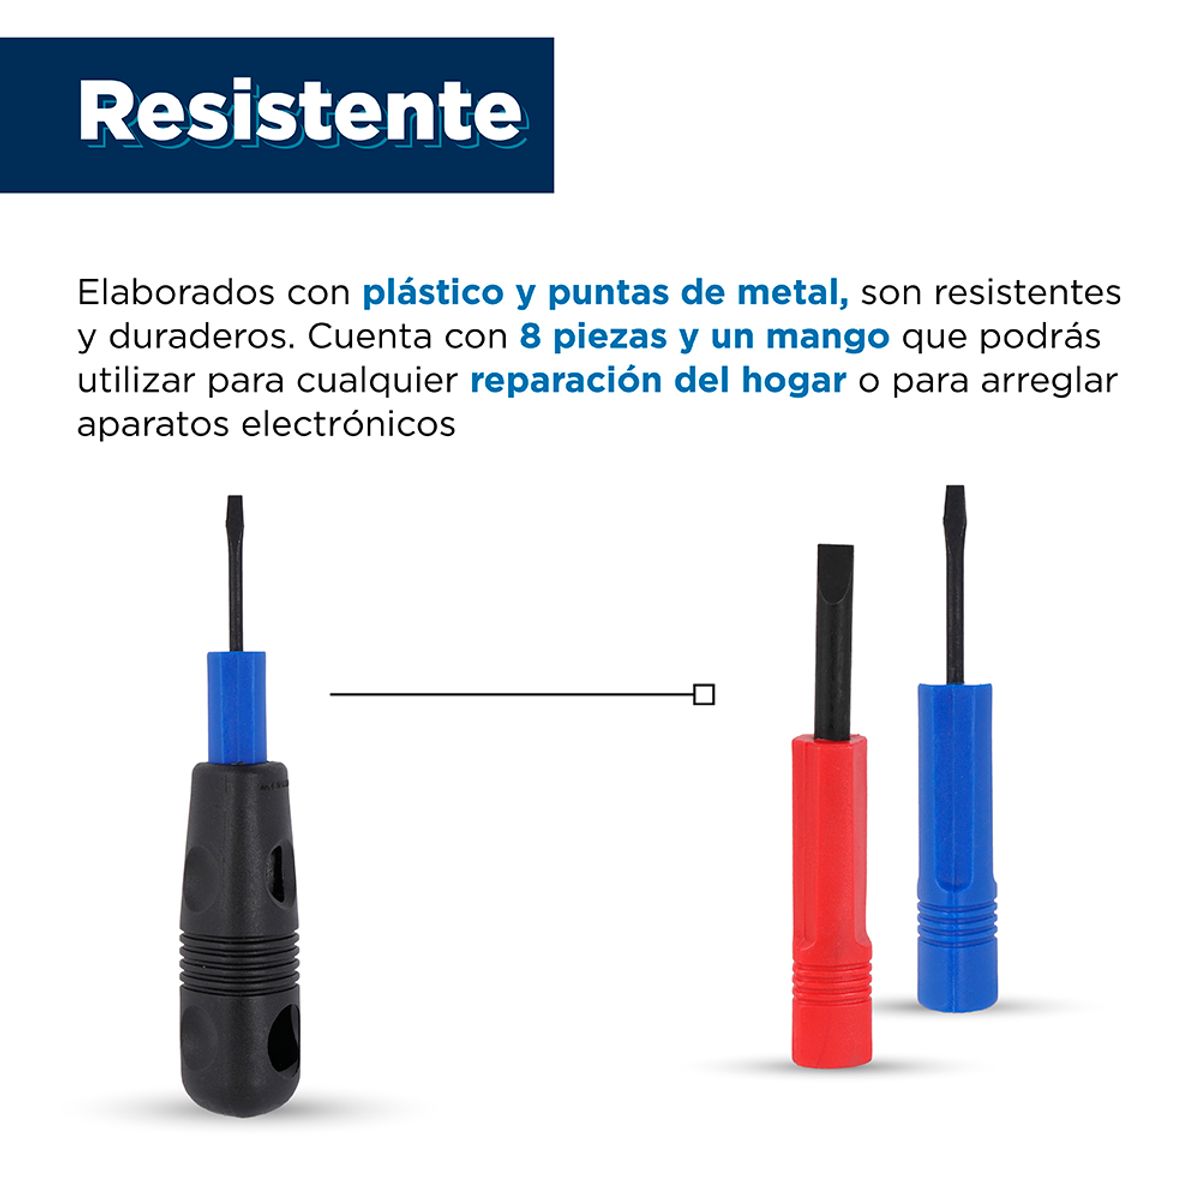 Resistente
Elaborados con plástico y puntas de metal, son resistentes
y duraderos. Cuenta con 8 piezas y un mango que podrás
utilizar para cualquier reparación del hogar o para arreglar
aparatos electrónicos